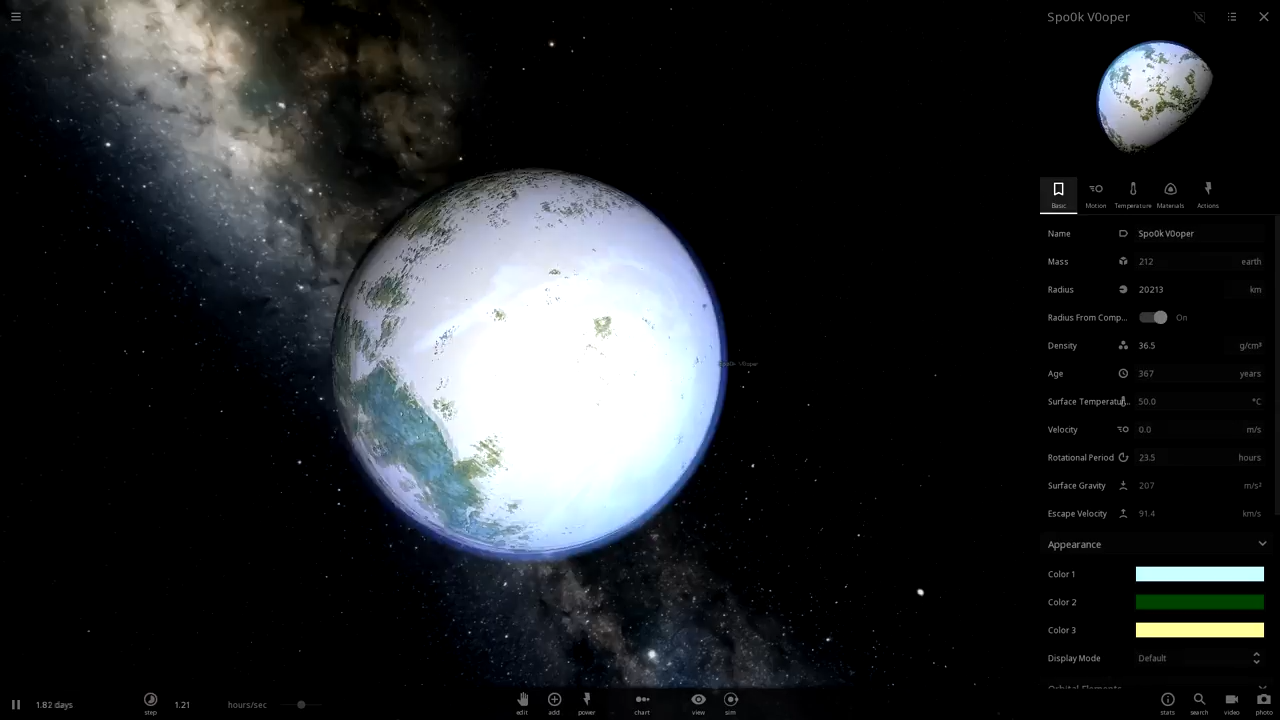 Spo0k V0oper
Basic
Motion
Temperature
Materials
Actions
Name Spo0k V0oper
Mass 212 earth
Radius 20213 km
Radius From Comp... On
Density 36.5 g/cm³
Age 367 years
Surface Temperatu... 50.0 °C
Velocity 0.0 m/s
Rotational Period 23.5 hours
Surface Gravity 207 m/s²
Escape Velocity 91.4 km/s
Appearance
Color 1
Color 2
Color 3
Display Mode Default
Orbital Elements
Spo0k V0oper
1.82 days
step
1.21 hours/sec
edit
add
power
chart
view
sim
stats
search
video
photo